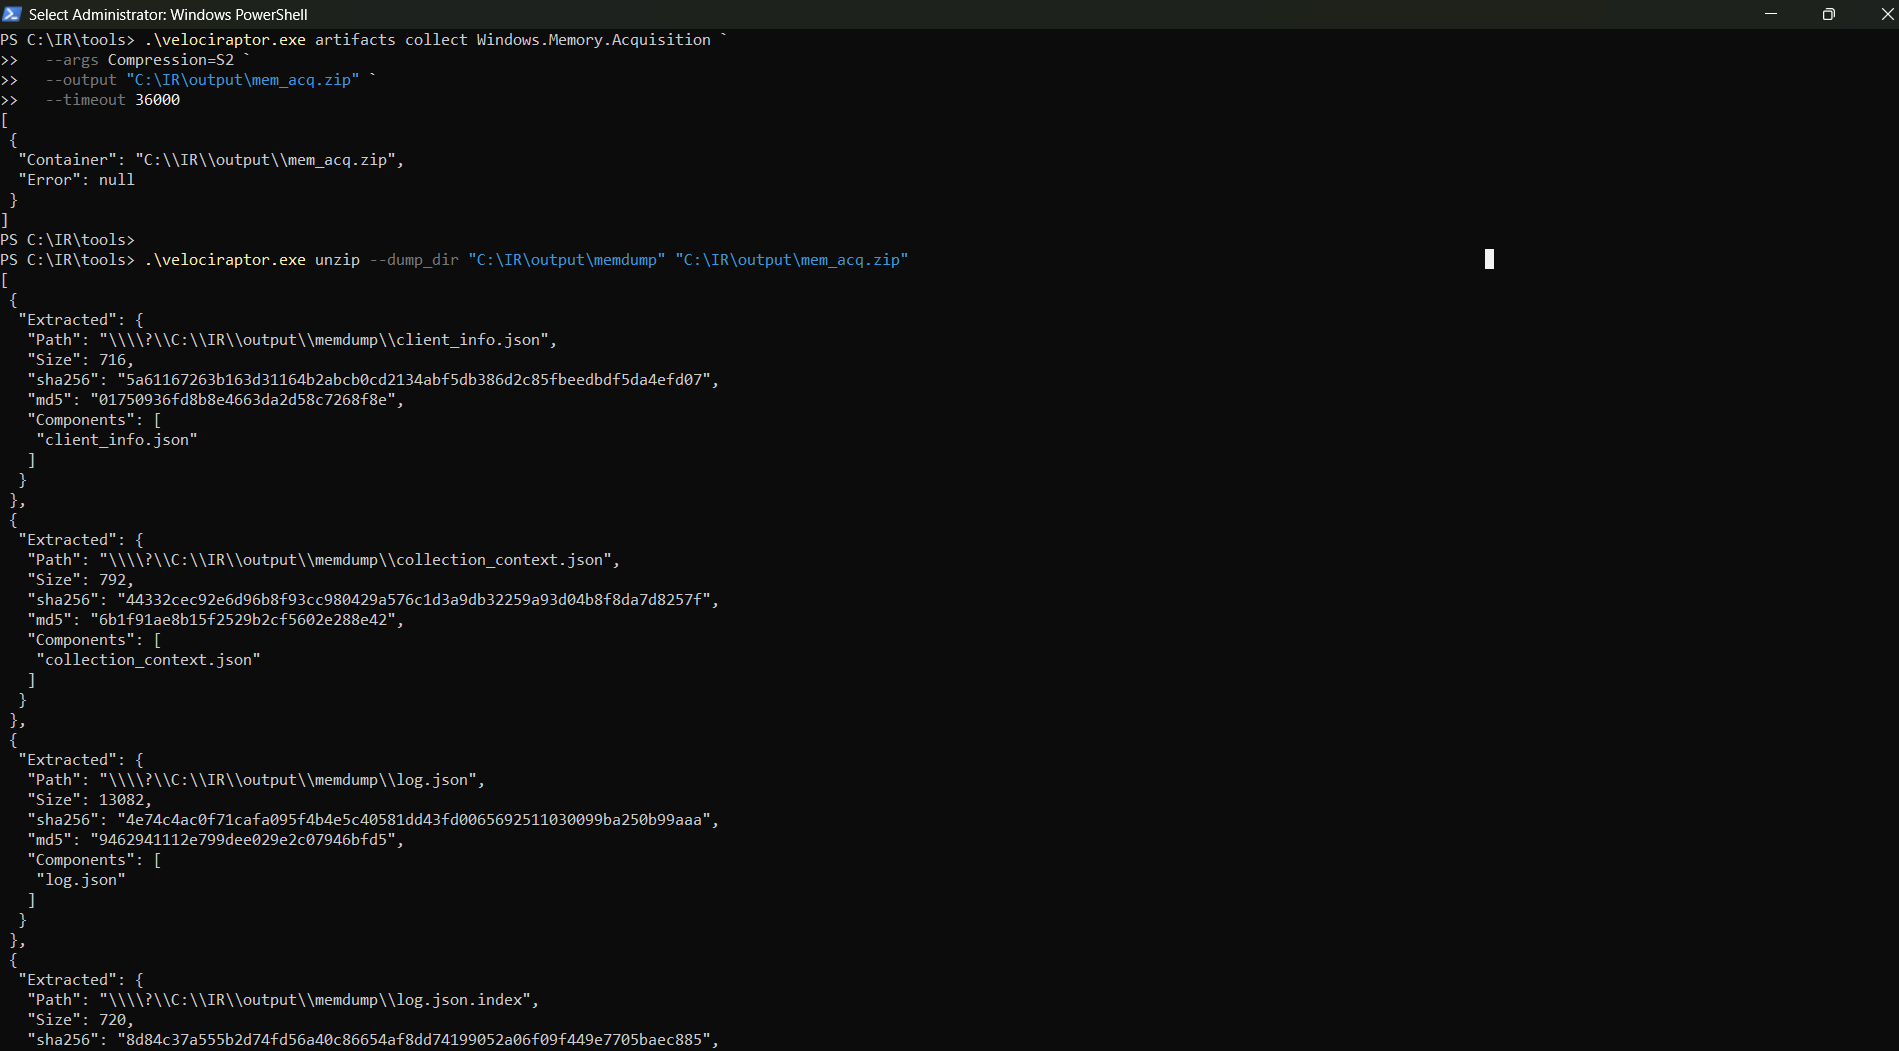 Select Administrator: Windows PowerShell
PS C:\IR\tools> .\velociraptor.exe artifacts collect Windows.Memory.Acquisition `
>>   --args Compression=S2 `
>>   --output "C:\IR\output\mem_acq.zip" `
>>   --timeout 36000
[
 {
  "Container": "C:\\IR\\output\\mem_acq.zip",
  "Error": null
 }
]
PS C:\IR\tools>
PS C:\IR\tools> .\velociraptor.exe unzip --dump_dir "C:\IR\output\memdump" "C:\IR\output\mem_acq.zip"
[
 {
  "Extracted": {
   "Path": "\\\\?\\C:\\IR\\output\\memdump\\client_info.json",
   "Size": 716,
   "sha256": "5a61167263b163d31164b2abcb0cd2134abf5db386d2c85fbeedbdf5da4efd07",
   "md5": "01750936fd8b8e4663da2d58c7268f8e",
   "Components": [
    "client_info.json"
   ]
  }
 },
 {
  "Extracted": {
   "Path": "\\\\?\\C:\\IR\\output\\memdump\\collection_context.json",
   "Size": 792,
   "sha256": "44332cec92e6d96b8f93cc980429a576c1d3a9db32259a93d04b8f8da7d8257f",
   "md5": "6b1f91ae8b15f2529b2cf5602e288e42",
   "Components": [
    "collection_context.json"
   ]
  }
 },
 {
  "Extracted": {
   "Path": "\\\\?\\C:\\IR\\output\\memdump\\log.json",
   "Size": 13082,
   "sha256": "4e74c4ac0f71cafa095f4b4e5c40581dd43fd0065692511030099ba250b99aaa",
   "md5": "9462941112e799dee029e2c07946bfd5",
   "Components": [
    "log.json"
   ]
  }
 },
 {
  "Extracted": {
   "Path": "\\\\?\\C:\\IR\\output\\memdump\\log.json.index",
   "Size": 720,
   "sha256": "8d84c37a555b2d74fd56a40c86654af8dd74199052a06f09f449e7705baec885",